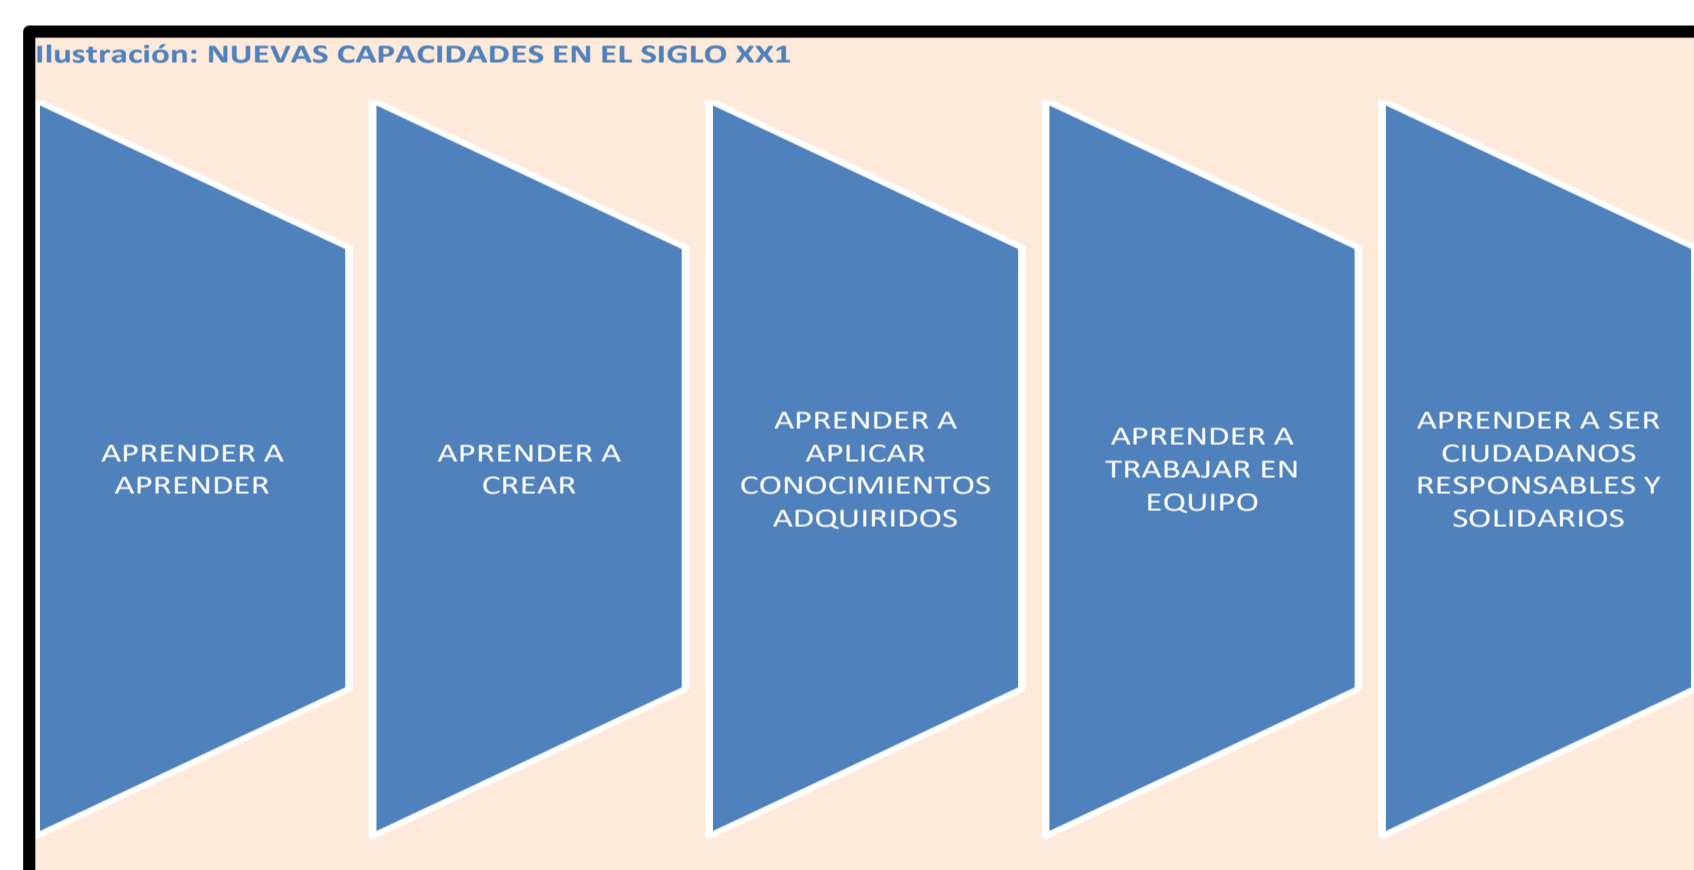 Ilustración: NUEVAS CAPACIDADES EN EL SIGLO XX1
APRENDER A
APRENDER
APRENDER A
CREAR
APRENDER A
APLICAR
CONOCIMIENTOS
ADQUIRIDOS
APRENDER A
TRABAJAR EN
EQUIPO
APRENDER A SER
CIUDADANOS
RESPONSABLES Y
SOLIDARIOS